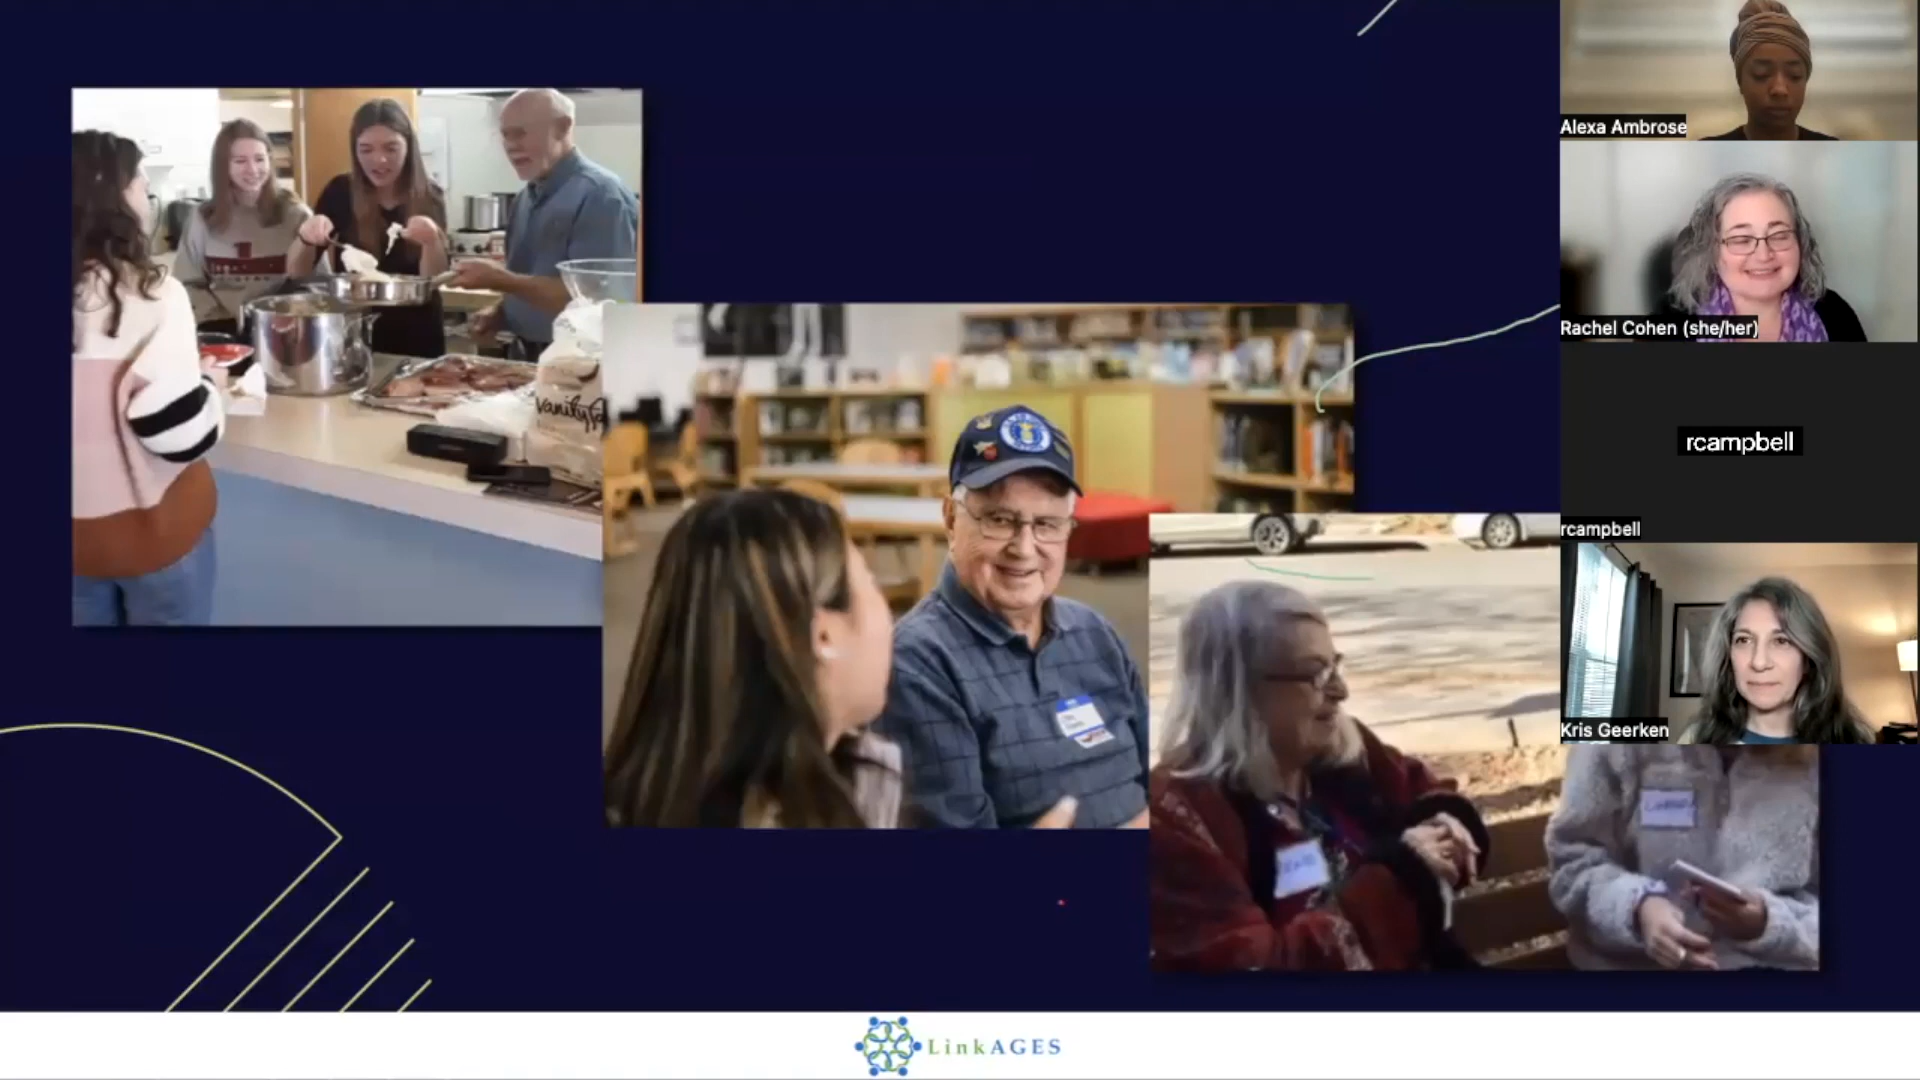 Alexa Ambrose
Rachel Cohen (she/her)
rcampbell
rcampbell
Kris Geerken
LinkAGES